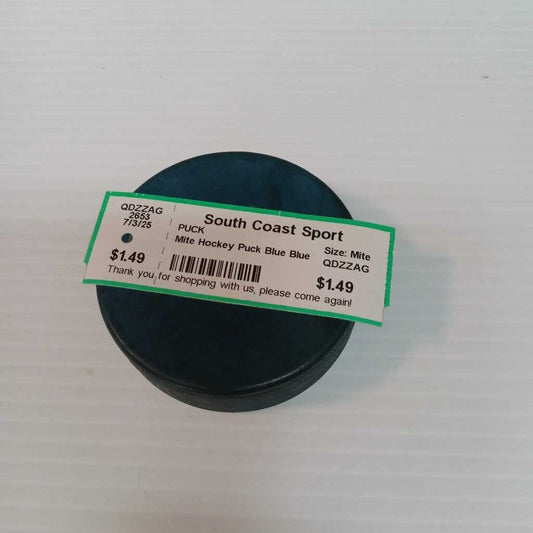 QDZZAG
2653
7/3/25
$1.49
South Coast Sport
PUCK
Size: Mite
Mite Hockey Puck Blue Blue
QDZZAG
$1.49
Thank you for shopping with us, please come again!